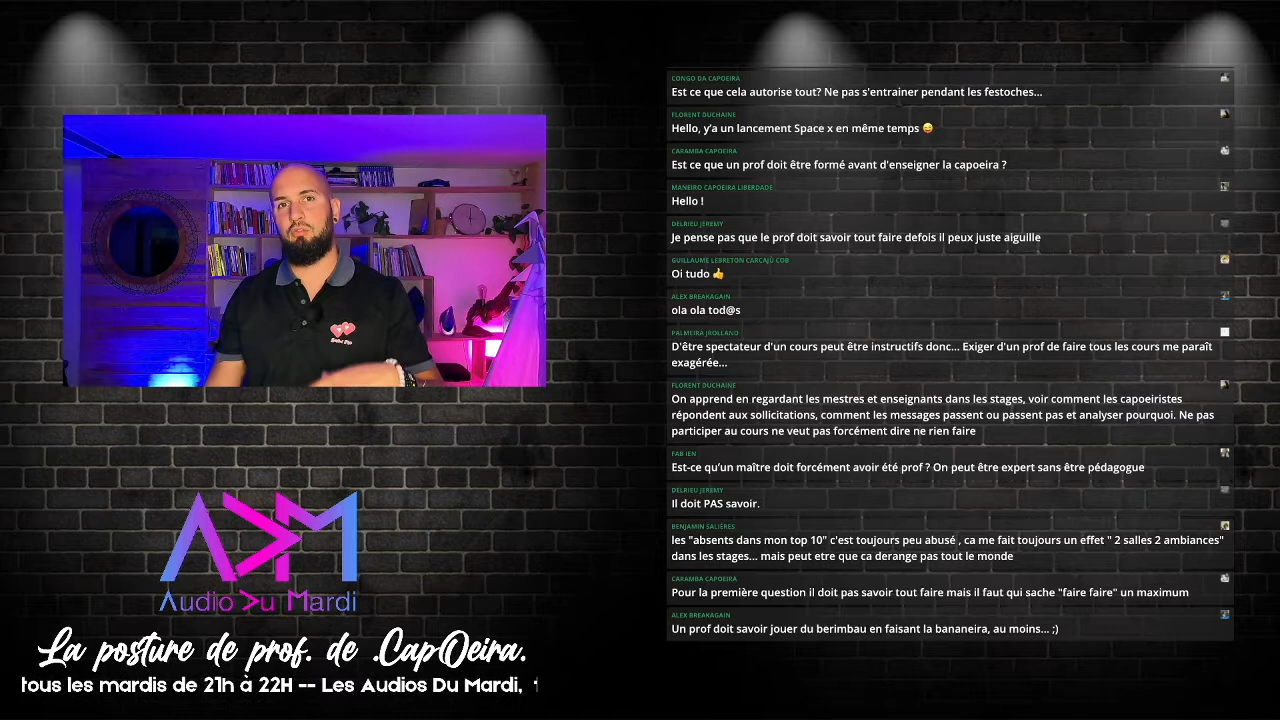 CONGO DA CAPOEIRA
Est ce que cela autorise tout? Ne pas s'entrainer pendant les festoches...
FLORENT DUCHAINE
Hello, y'a un lancement Space x en même temps 😅
CARAMBA CAPOEIRA
Est ce que un prof doit être formé avant d'enseigner la capoeira ?
MANEIRO CAPOEIRA LIBERDADE
Hello !
DELRIEU JEREMY
Je pense pas que le prof doit savoir tout faire defois il peux juste aiguille
GUILLAUME LEBRETON CARCAJÙ COB
Oi tudo 👍
ALEX BREAKAGAIN
ola ola tod@s
PALMEIRA JROLLAND
D'être spectateur d'un cours peut être instructifs donc... Exiger d'un prof de faire tous les cours me paraît
exagérée...
FLORENT DUCHAINE
On apprend en regardant les mestres et enseignants dans les stages, voir comment les capoeiristes
répondent aux sollicitations, comment les messages passent ou passent pas et analyser pourquoi. Ne pas
participer au cours ne veut pas forcément dire ne rien faire
FAB IEN
Est-ce qu'un maître doit forcément avoir été prof ? On peut être expert sans être pédagogue
DELRIEU JEREMY
Il doit PAS savoir.
BENJAMIN SALIÈRES
les "absents dans mon top 10" c'est toujours peu abusé , ca me fait toujours un effet " 2 salles 2 ambiances"
dans les stages... mais peut etre que ca derange pas tout le monde
CARAMBA CAPOEIRA
Pour la première question il doit pas savoir tout faire mais il faut qui sache "faire faire" un maximum
ALEX BREAKAGAIN
Un prof doit savoir jouer du berimbau en faisant la bananeira, au moins... ;)
ADM
Audio Du Mardi
La posture de prof. de .CapOeira.
tous les mardis de 21h à 22H -- Les Audios Du Mardi,